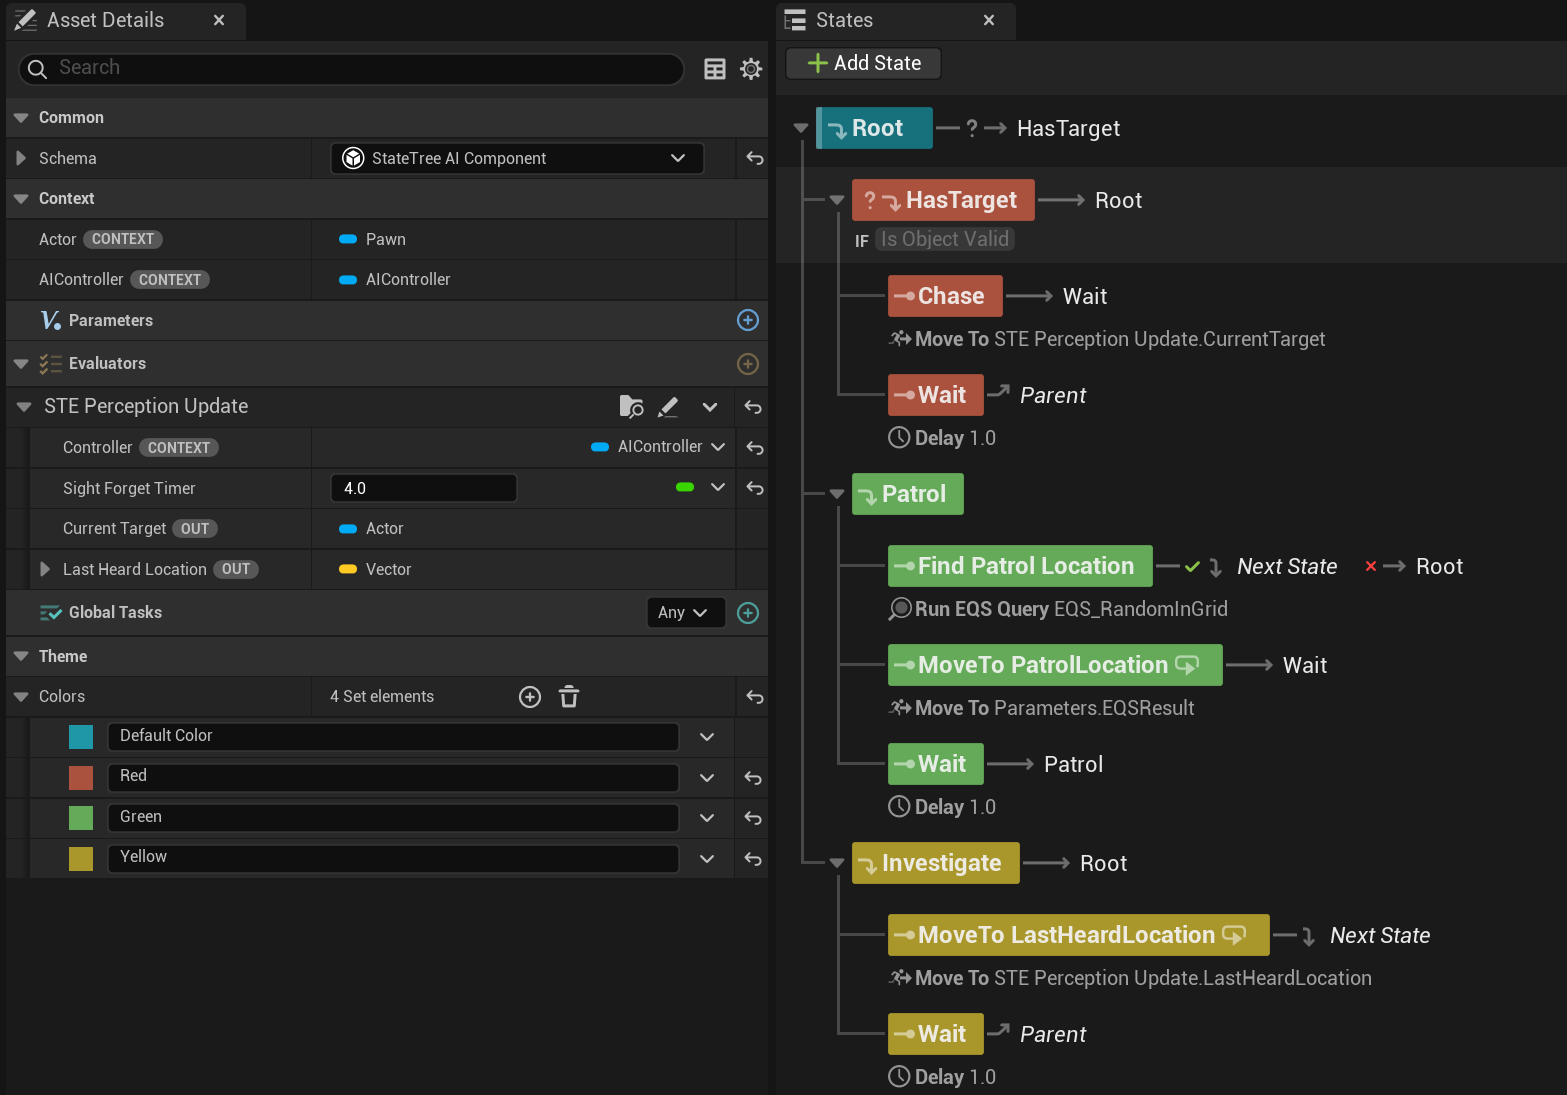 Asset Details
Search
Common
Schema StateTree AI Component
Context
Actor CONTEXT Pawn
AIController CONTEXT AIController
Parameters
Evaluators
STE Perception Update
Controller CONTEXT AIController
Sight Forget Timer 4.0
Current Target OUT Actor
Last Heard Location OUT Vector
Global Tasks Any
Theme
Colors 4 Set elements
Default Color
Red
Green
Yellow
States
Add State
Root ? HasTarget
? HasTarget Root
IF Is Object Valid
Chase Wait
Move To STE Perception Update.CurrentTarget
Wait Parent
Delay 1.0
Patrol
Find Patrol Location Next State Root
Run EQS Query EQS_RandomInGrid
MoveTo PatrolLocation Wait
Move To Parameters.EQSResult
Wait Patrol
Delay 1.0
Investigate Root
MoveTo LastHeardLocation Next State
Move To STE Perception Update.LastHeardLocation
Wait Parent
Delay 1.0